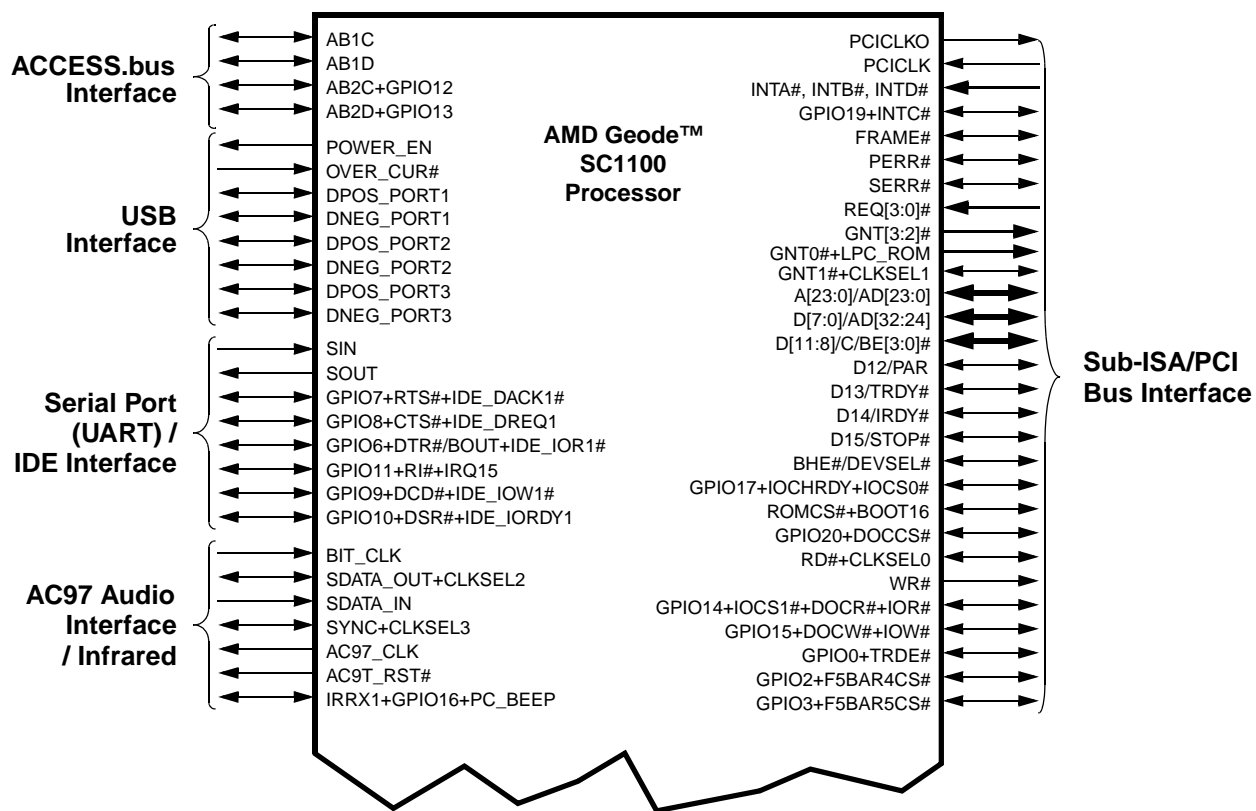 ACCESS.bus
Interface
AB1C
AB1D
AB2C+GPIO12
AB2D+GPIO13
USB
Interface
POWER_EN
OVER_CUR#
DPOS_PORT1
DNEG_PORT1
DPOS_PORT2
DNEG_PORT2
DPOS_PORT3
DNEG_PORT3
Serial Port
(UART) /
IDE Interface
SIN
SOUT
GPIO7+RTS#+IDE_DACK1#
GPIO8+CTS#+IDE_DREQ1
GPIO6+DTR#/BOUT+IDE_IOR1#
GPIO11+RI#+IRQ15
GPIO9+DCD#+IDE_IOW1#
GPIO10+DSR#+IDE_IORDY1
AC97 Audio
Interface
/ Infrared
BIT_CLK
SDATA_OUT+CLKSEL2
SDATA_IN
SYNC+CLKSEL3
AC97_CLK
AC9T_RST#
IRRX1+GPIO16+PC_BEEP
AMD Geode™
SC1100
Processor
PCICLKO
PCICLK
INTA#, INTB#, INTD#
GPIO19+INTC#
FRAME#
PERR#
SERR#
REQ[3:0]#
GNT[3:2]#
GNT0#+LPC_ROM
GNT1#+CLKSEL1
A[23:0]/AD[23:0]
D[7:0]/AD[32:24]
D[11:8]/C/BE[3:0]#
D12/PAR
D13/TRDY#
D14/IRDY#
D15/STOP#
BHE#/DEVSEL#
GPIO17+IOCHRDY+IOCS0#
ROMCS#+BOOT16
GPIO20+DOCCS#
RD#+CLKSEL0
WR#
GPIO14+IOCS1#+DOCR#+IOR#
GPIO15+DOCW#+IOW#
GPIO0+TRDE#
GPIO2+F5BAR4CS#
GPIO3+F5BAR5CS#
Sub-ISA/PCI
Bus Interface